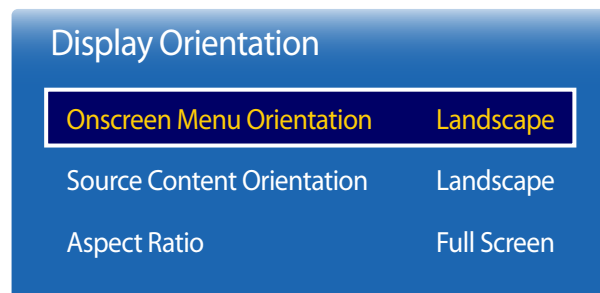 Display Orientation
Onscreen Menu Orientation Landscape
Source Content Orientation Landscape
Aspect Ratio Full Screen